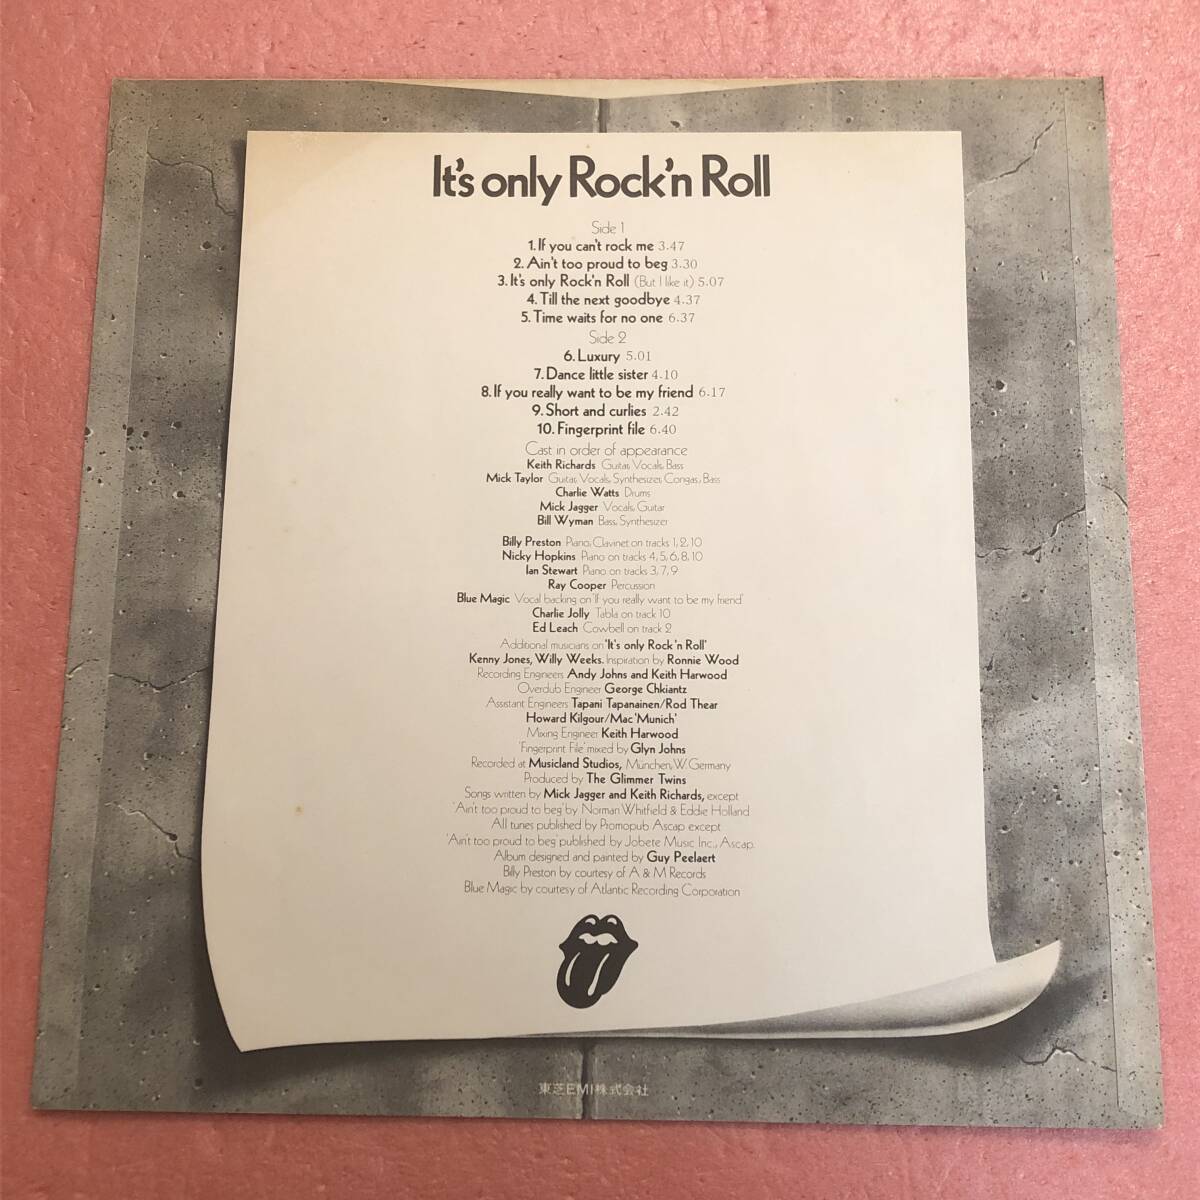 It's only Rock'n Roll
Side 1
1. If you can't rock me 3.47
2. Ain't too proud to beg 3.30
3. It's only Rock'n Roll (But I like it) 5.07
4. Till the next goodbye 4.37
5. Time waits for no one 6.37
Side 2
6. Luxury 5.01
7. Dance little sister 4.10
8. If you really want to be my friend 6.17
9. Short and curlies 2.42
10. Fingerprint file 6.40
Cast in order of appearance
Keith Richards Guitar, Vocals, Bass
Mick Taylor Guitar, Vocals, Synthesizer, Congas, Bass
Charlie Watts Drums
Mick Jagger Vocals, Guitar
Bill Wyman Bass, Synthesizer
Billy Preston Piano, Clavinet on tracks 1, 2, 10
Nicky Hopkins Piano on tracks 4, 5, 6, 8, 10
Ian Stewart Piano on tracks 3, 7, 9
Ray Cooper Percussion
Blue Magic Vocal backing on 'If you really want to be my friend'
Charlie Jolly Tabla on track 10
Ed Leach Cowbell on track 2
Additional musicians on 'It's only Rock 'n Roll'
Kenny Jones, Willy Weeks. Inspiration by Ronnie Wood
Recording Engineers Andy Johns and Keith Harwood
Overdub Engineer George Chkiantz
Assistant Engineers Tapani Tapanainen/Rod Thear
Howard Kilgour/Mac 'Munich'
Mixing Engineer Keith Harwood
'Fingerprint File' mixed by Glyn Johns
Recorded at Musicland Studios, München, W. Germany
Produced by The Glimmer Twins
Songs written by Mick Jagger and Keith Richards, except
'Ain't too proud to beg' by Norman Whitfield & Eddie Holland
All tunes published by Promopub Ascap except
'Ain't too proud to beg' published by Jobete Music Inc., Ascap.
Album designed and painted by Guy Peelaert
Billy Preston by courtesy of A & M Records
Blue Magic by courtesy of Atlantic Recording Corporation
東芝EMI株式会社